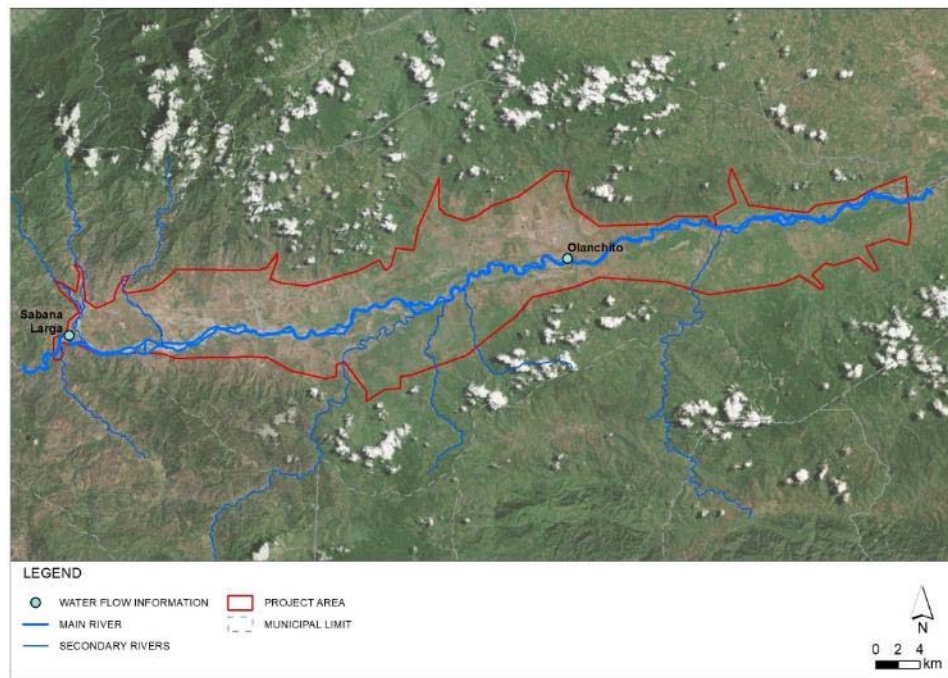 Olanchito
Sabana
Larga
LEGEND
WATER FLOW INFORMATION
MAIN RIVER
SECONDARY RIVERS
PROJECT AREA
MUNICIPAL LIMIT
N
0 2 4
km